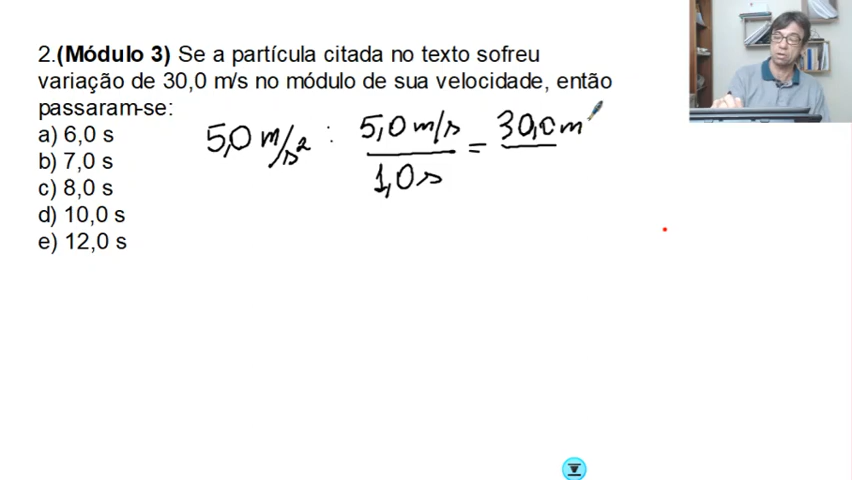 2.(Módulo 3) Se a partícula citada no texto sofreu
variação de 30,0 m/s no módulo de sua velocidade, então
passaram-se:
a) 6,0 s
b) 7,0 s
c) 8,0 s
d) 10,0 s
e) 12,0 s
5,0 m/s² : 5,0 m/s / 1,0 s = 30,0 m